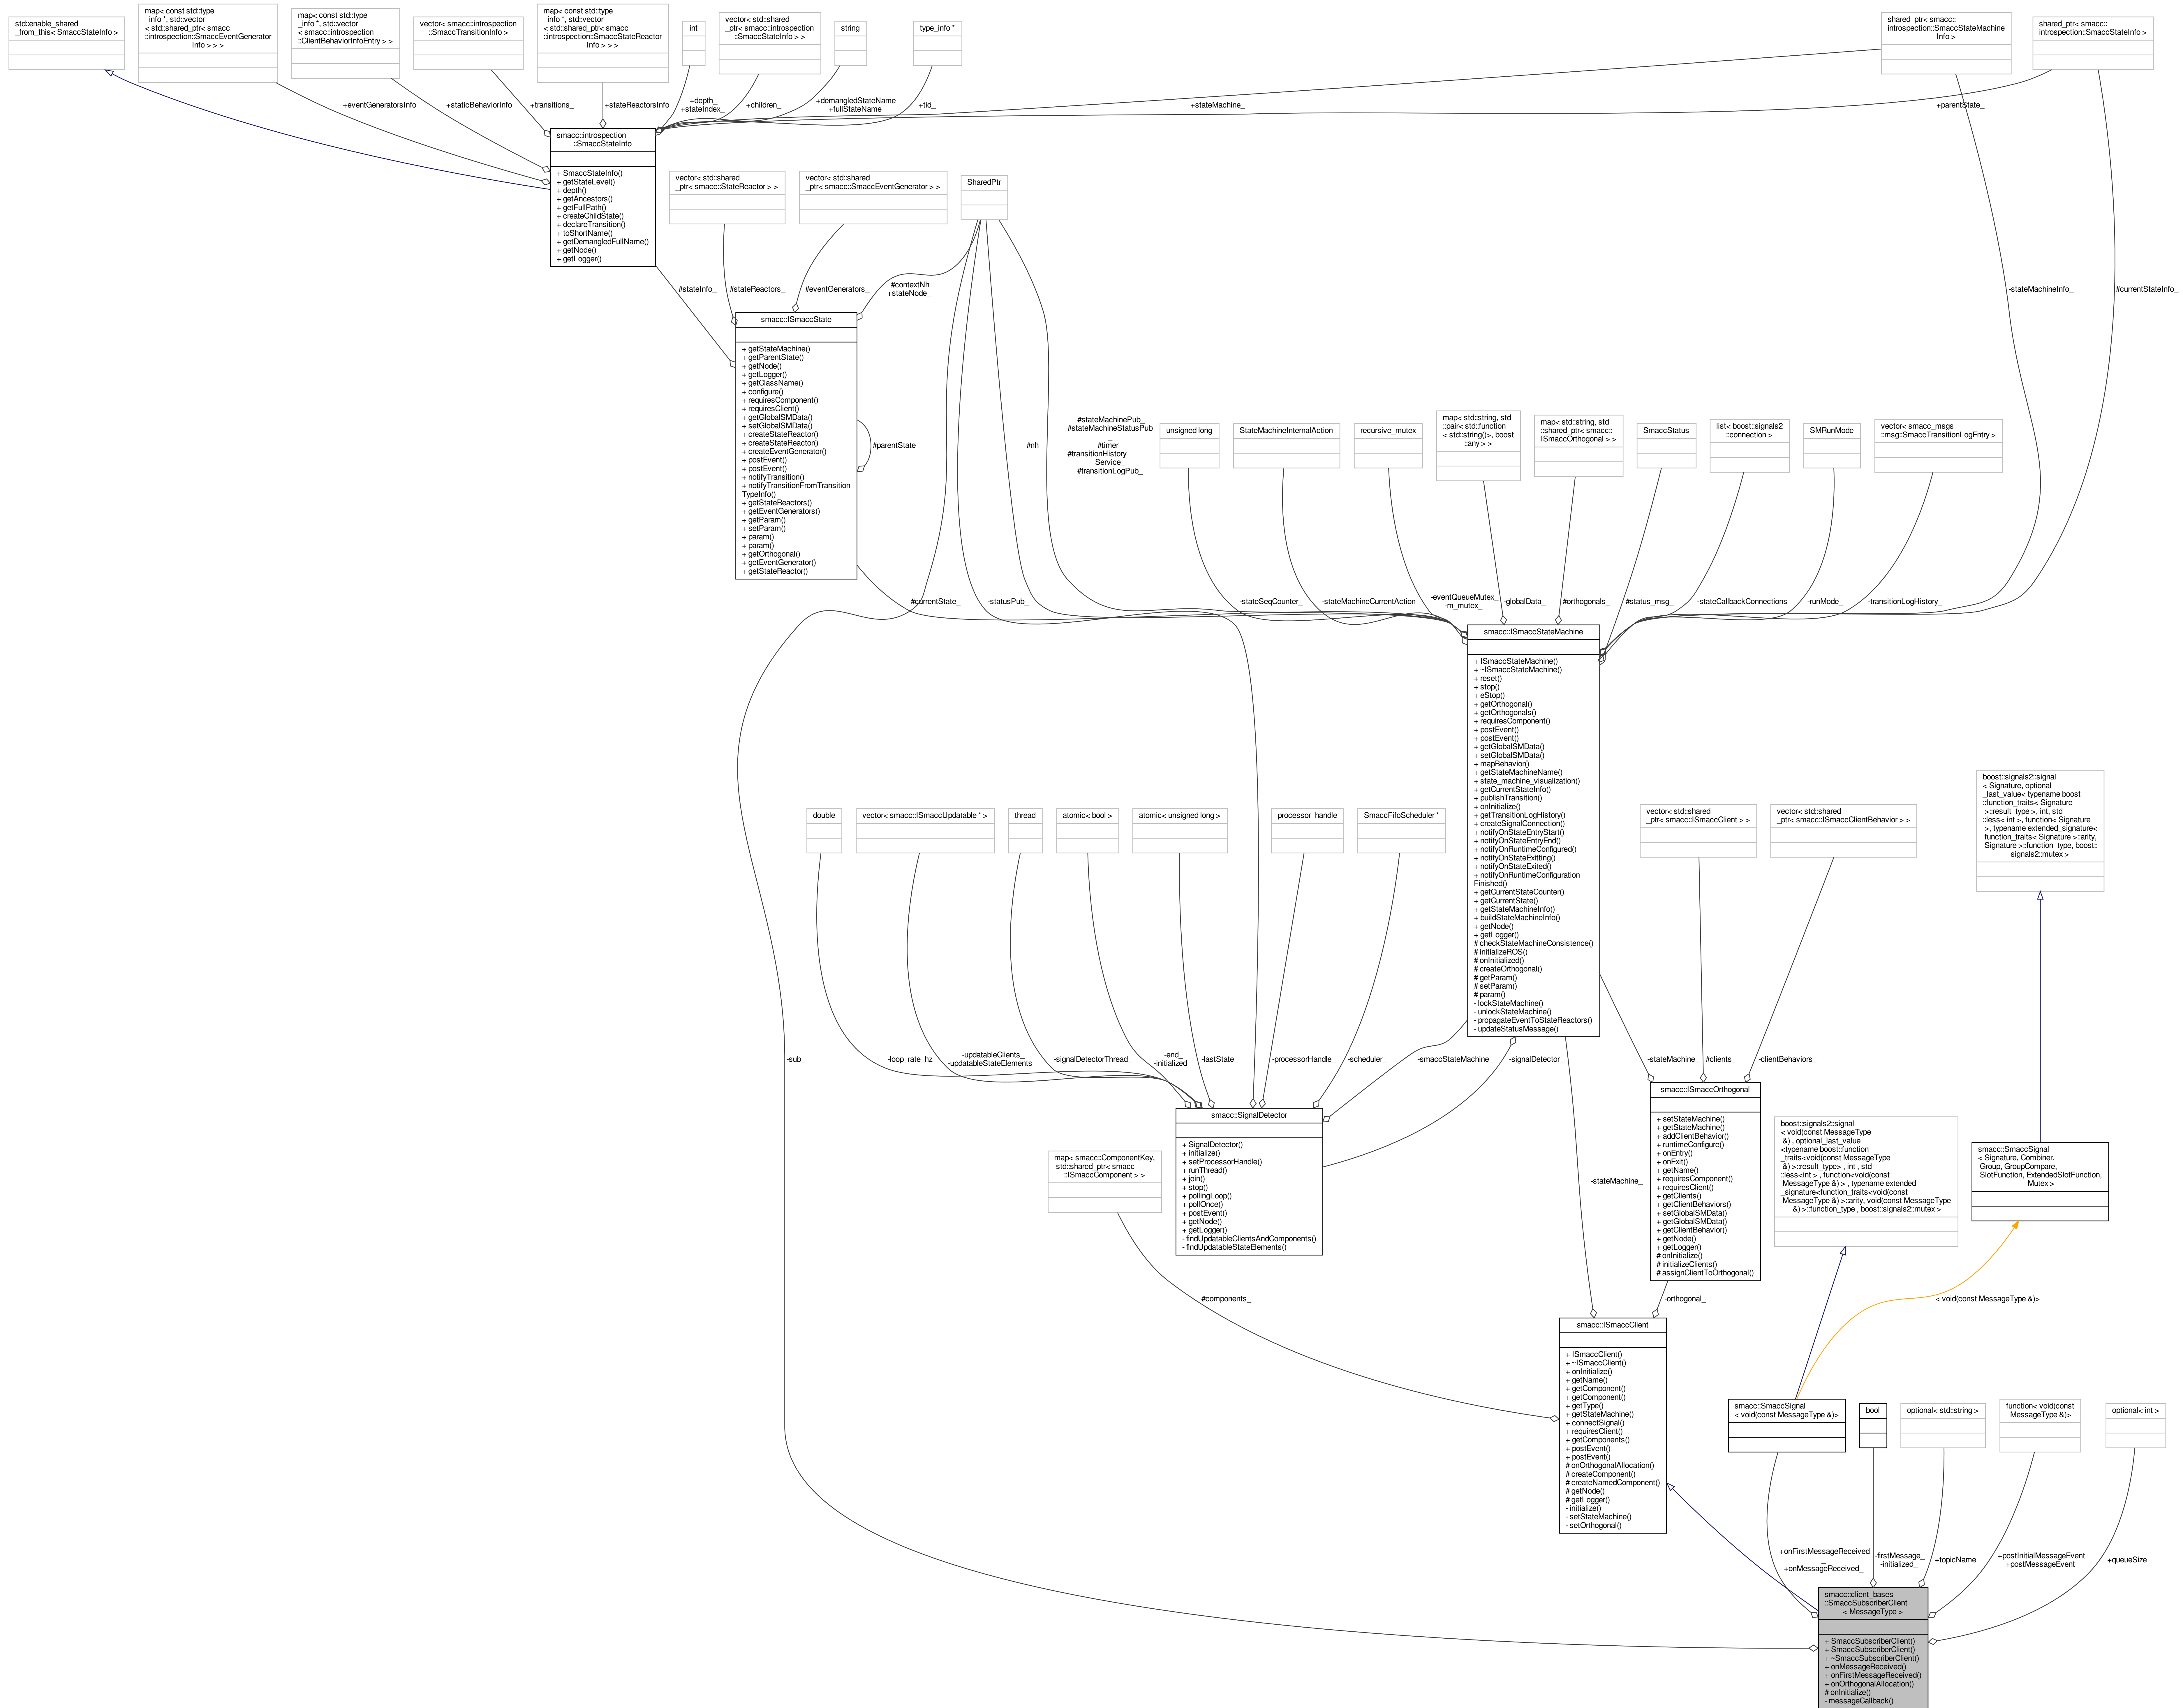 std::enable_shared
_from_this< SmaccStateInfo >
map< const std::type
_info *, std::vector
< std::shared_ptr< smacc
::introspection::SmaccEventGenerator
Info > > >
map< const std::type
_info *, std::vector
< smacc::introspection
::ClientBehaviorInfoEntry > >
vector< smacc::introspection
::SmaccTransitionInfo >
map< const std::type
_info *, std::vector
< std::shared_ptr< smacc
::introspection::SmaccStateReactor
Info > > >
int
vector< std::shared
_ptr< smacc::introspection
::SmaccStateInfo > >
string
type_info *
shared_ptr< smacc::
introspection::SmaccStateMachine
Info >
shared_ptr< smacc::
introspection::SmaccStateInfo >
+eventGeneratorsInfo
+staticBehaviorInfo
+transitions_
+stateReactorsInfo
+depth_
+stateIndex_
+children_
+demangledStateName
+fullStateName
+tid_
+stateMachine_
+parentState_
smacc::introspection
::SmaccStateInfo
+ SmaccStateInfo()
+ getStateLevel()
+ depth()
+ getAncestors()
+ getFullPath()
+ createChildState()
+ declareTransition()
+ toShortName()
+ getDemangledFullName()
+ getNode()
+ getLogger()
vector< std::shared
_ptr< smacc::StateReactor > >
vector< std::shared
_ptr< smacc::SmaccEventGenerator > >
SharedPtr
#stateInfo_
#stateReactors_
#eventGenerators_
#contextNh
+stateNode_
-stateMachineInfo_
#currentStateInfo_
smacc::ISmaccState
+ getStateMachine()
+ getParentState()
+ getNode()
+ getLogger()
+ getClassName()
+ configure()
+ requiresComponent()
+ requiresClient()
+ getGlobalSMData()
+ setGlobalSMData()
+ createStateReactor()
+ createStateReactor()
+ createEventGenerator()
+ postEvent()
+ postEvent()
+ notifyTransition()
+ notifyTransitionFromTransition
TypeInfo()
+ getStateReactors()
+ getEventGenerators()
+ getParam()
+ setParam()
+ param()
+ param()
+ getOrthogonal()
+ getEventGenerator()
+ getStateReactor()
#parentState_
#nh_
#stateMachinePub_
#stateMachineStatusPub
_
#timer_
#transitionHistory
Service_
#transitionLogPub_
unsigned long
StateMachineInternalAction
recursive_mutex
map< std::string, std
::pair< std::function
< std::string()>, boost
::any > >
map< std::string, std
::shared_ptr< smacc::
ISmaccOrthogonal > >
SmaccStatus
list< boost::signals2
::connection >
SMRunMode
vector< smacc_msgs
::msg::SmaccTransitionLogEntry >
#currentState_
-statusPub_
-stateSeqCounter_
-stateMachineCurrentAction
-eventQueueMutex_
-m_mutex_
-globalData_
#orthogonals_
#status_msg_
-stateCallbackConnections
-runMode_
-transitionLogHistory_
smacc::ISmaccStateMachine
+ ISmaccStateMachine()
+ ~ISmaccStateMachine()
+ reset()
+ stop()
+ eStop()
+ getOrthogonal()
+ getOrthogonals()
+ requiresComponent()
+ postEvent()
+ postEvent()
+ getGlobalSMData()
+ setGlobalSMData()
+ mapBehavior()
+ getStateMachineName()
+ state_machine_visualization()
+ getCurrentStateInfo()
+ publishTransition()
+ onInitialize()
+ getTransitionLogHistory()
+ createSignalConnection()
+ notifyOnStateEntryStart()
+ notifyOnStateEntryEnd()
+ notifyOnRuntimeConfigured()
+ notifyOnStateExitting()
+ notifyOnStateExited()
+ notifyOnRuntimeConfiguration
Finished()
+ getCurrentStateCounter()
+ getCurrentState()
+ getStateMachineInfo()
+ buildStateMachineInfo()
+ getNode()
+ getLogger()
# checkStateMachineConsistence()
# initializeROS()
# onInitialized()
# createOrthogonal()
# getParam()
# setParam()
# param()
- lockStateMachine()
- unlockStateMachine()
- propagateEventToStateReactors()
- updateStatusMessage()
double
vector< smacc::ISmaccUpdatable * >
thread
atomic< bool >
atomic< unsigned long >
processor_handle
SmaccFifoScheduler *
vector< std::shared
_ptr< smacc::ISmaccClient > >
vector< std::shared
_ptr< smacc::ISmaccClientBehavior > >
boost::signals2::signal
< Signature, optional
_last_value< typename boost
::function_traits< Signature
>::result_type >, int, std
::less< int >, function< Signature
>, typename extended_signature<
function_traits< Signature >::arity,
Signature >::function_type, boost::
signals2::mutex >
-sub_
-loop_rate_hz
-updatableClients_
-updatableStateElements_
-signalDetectorThread_
-end_
-initialized_
-lastState_
-processorHandle_
-scheduler_
-smaccStateMachine_
-signalDetector_
-stateMachine_
#clients_
-clientBehaviors_
smacc::SignalDetector
+ SignalDetector()
+ initialize()
+ setProcessorHandle()
+ runThread()
+ join()
+ stop()
+ pollingLoop()
+ pollOnce()
+ postEvent()
+ getNode()
+ getLogger()
- findUpdatableClientsAndComponents()
- findUpdatableStateElements()
map< smacc::ComponentKey,
std::shared_ptr< smacc
::ISmaccComponent > >
smacc::ISmaccOrthogonal
+ setStateMachine()
+ getStateMachine()
+ addClientBehavior()
+ runtimeConfigure()
+ onEntry()
+ onExit()
+ getName()
+ requiresComponent()
+ requiresClient()
+ getClients()
+ getClientBehaviors()
+ setGlobalSMData()
+ getGlobalSMData()
+ getClientBehavior()
+ getNode()
+ getLogger()
# onInitialize()
# initializeClients()
# assignClientToOrthogonal()
boost::signals2::signal
< void(const MessageType
&) , optional_last_value
<typename boost::function
_traits<void(const MessageType
&) >::result_type> , int , std
::less<int > , function<void(const
MessageType &) > , typename extended
_signature<function_traits<void(const
MessageType &) >::arity, void(const MessageType
&) >::function_type , boost::signals2::mutex >
smacc::SmaccSignal
< Signature, Combiner,
Group, GroupCompare,
SlotFunction, ExtendedSlotFunction,
Mutex >
-stateMachine_
#components_
-orthogonal_
< void(const MessageType &)>
smacc::ISmaccClient
+ ISmaccClient()
+ ~ISmaccClient()
+ onInitialize()
+ getName()
+ getComponent()
+ getComponent()
+ getType()
+ getStateMachine()
+ connectSignal()
+ requiresClient()
+ getComponents()
+ postEvent()
+ postEvent()
# onOrthogonalAllocation()
# createComponent()
# createNamedComponent()
# getNode()
# getLogger()
- initialize()
- setStateMachine()
- setOrthogonal()
smacc::SmaccSignal
< void(const MessageType &)>
bool
optional< std::string >
function< void(const
MessageType &)>
optional< int >
+onFirstMessageReceived
_
+onMessageReceived_
-firstMessage_
-initialized_
+topicName
+postInitialMessageEvent
+postMessageEvent
+queueSize
smacc::client_bases
::SmaccSubscriberClient
< MessageType >
+ SmaccSubscriberClient()
+ SmaccSubscriberClient()
+ ~SmaccSubscriberClient()
+ onMessageReceived()
+ onFirstMessageReceived()
+ onOrthogonalAllocation()
# onInitialize()
- messageCallback()